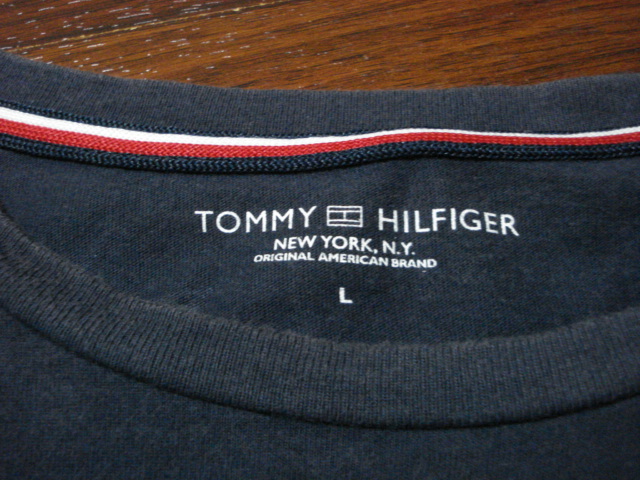 TOMMY HILFIGER
NEW YORK, N.Y.
ORIGINAL AMERICAN BRAND
L